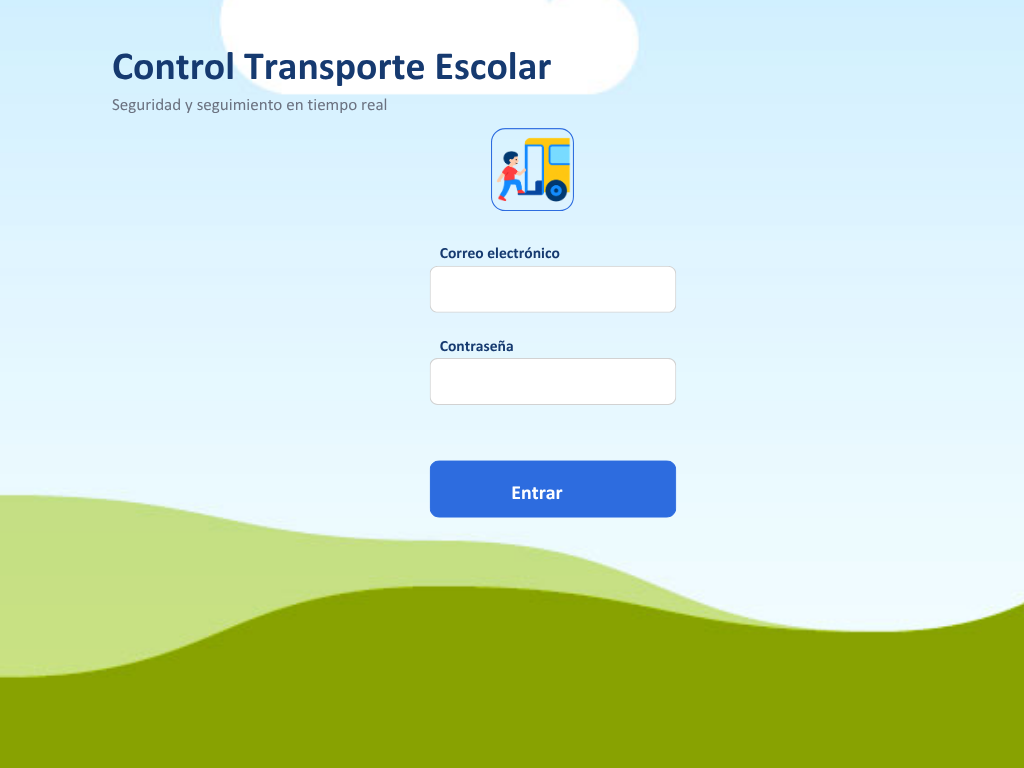 Control Transporte Escolar
Seguridad y seguimiento en tiempo real
Correo electrónico
Contraseña
Entrar